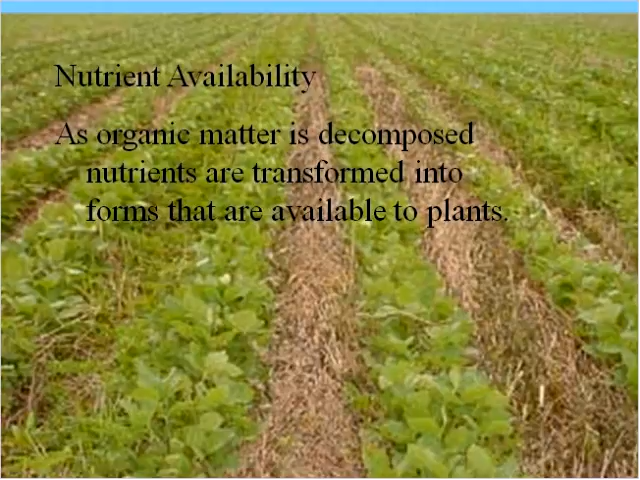 Nutrient Availability
As organic matter is decomposed
nutrients are transformed into
forms that are available to plants.